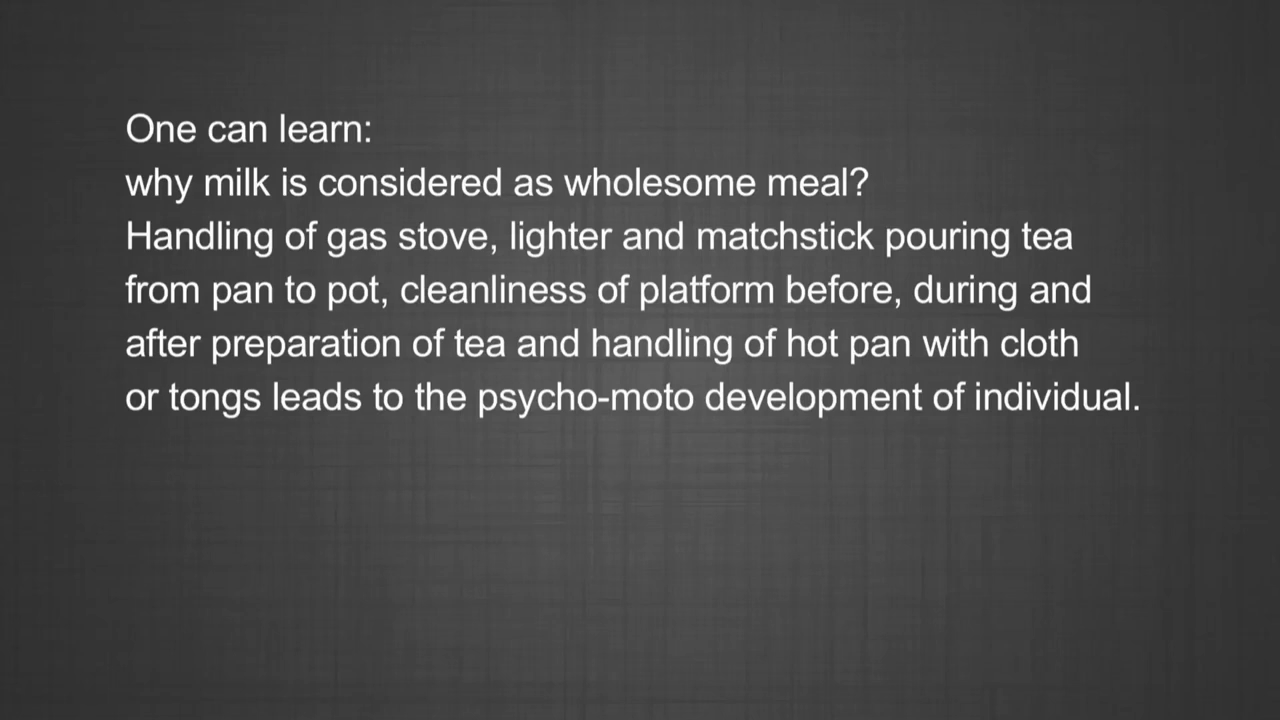 One can learn:
why milk is considered as wholesome meal?
Handling of gas stove, lighter and matchstick pouring tea
from pan to pot, cleanliness of platform before, during and
after preparation of tea and handling of hot pan with cloth
or tongs leads to the psycho-moto development of individual.